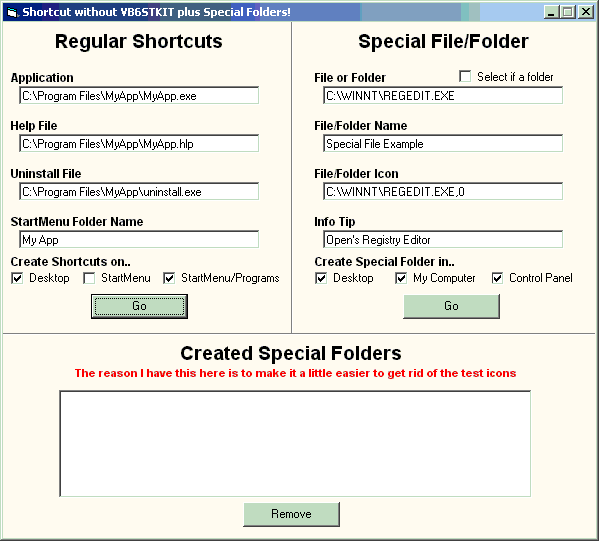 Shortcut without VB6STKIT plus Special Folders!
Regular Shortcuts
Application
C:\Program Files\MyApp\MyApp.exe
Help File
C:\Program Files\MyApp\MyApp.hlp
Uninstall File
C:\Program Files\MyApp\uninstall.exe
StartMenu Folder Name
My App
Create Shortcuts on..
Desktop StartMenu StartMenu/Programs
Go
Special File/Folder
File or Folder Select if a folder
C:\WINNT\REGEDIT.EXE
File/Folder Name
Special File Example
File/Folder Icon
C:\WINNT\REGEDIT.EXE,0
Info Tip
Open's Registry Editor
Create Special Folder in..
Desktop My Computer Control Panel
Go
Created Special Folders
The reason I have this here is to make it a little easier to get rid of the test icons
Remove